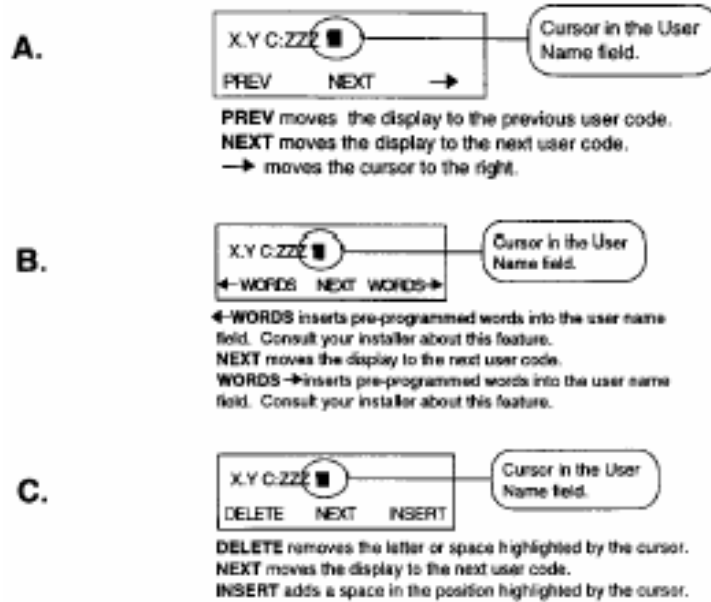 A.
X.Y C:ZZZ
PREV NEXT →
Cursor in the User
Name field.
PREV moves the display to the previous user code.
NEXT moves the display to the next user code.
→ moves the cursor to the right.
B.
X.Y C:ZZZ
←WORDS NEXT WORDS→
Cursor in the User
Name field.
←WORDS inserts pre-programmed words into the user name
field. Consult your installer about this feature.
NEXT moves the display to the next user code.
WORDS →inserts pre-programmed words into the user name
field. Consult your installer about this feature.
C.
X.Y C:ZZZ
DELETE NEXT INSERT
Cursor in the User
Name field.
DELETE removes the letter or space highlighted by the cursor.
NEXT moves the display to the next user code.
INSERT adds a space in the position highlighted by the cursor.